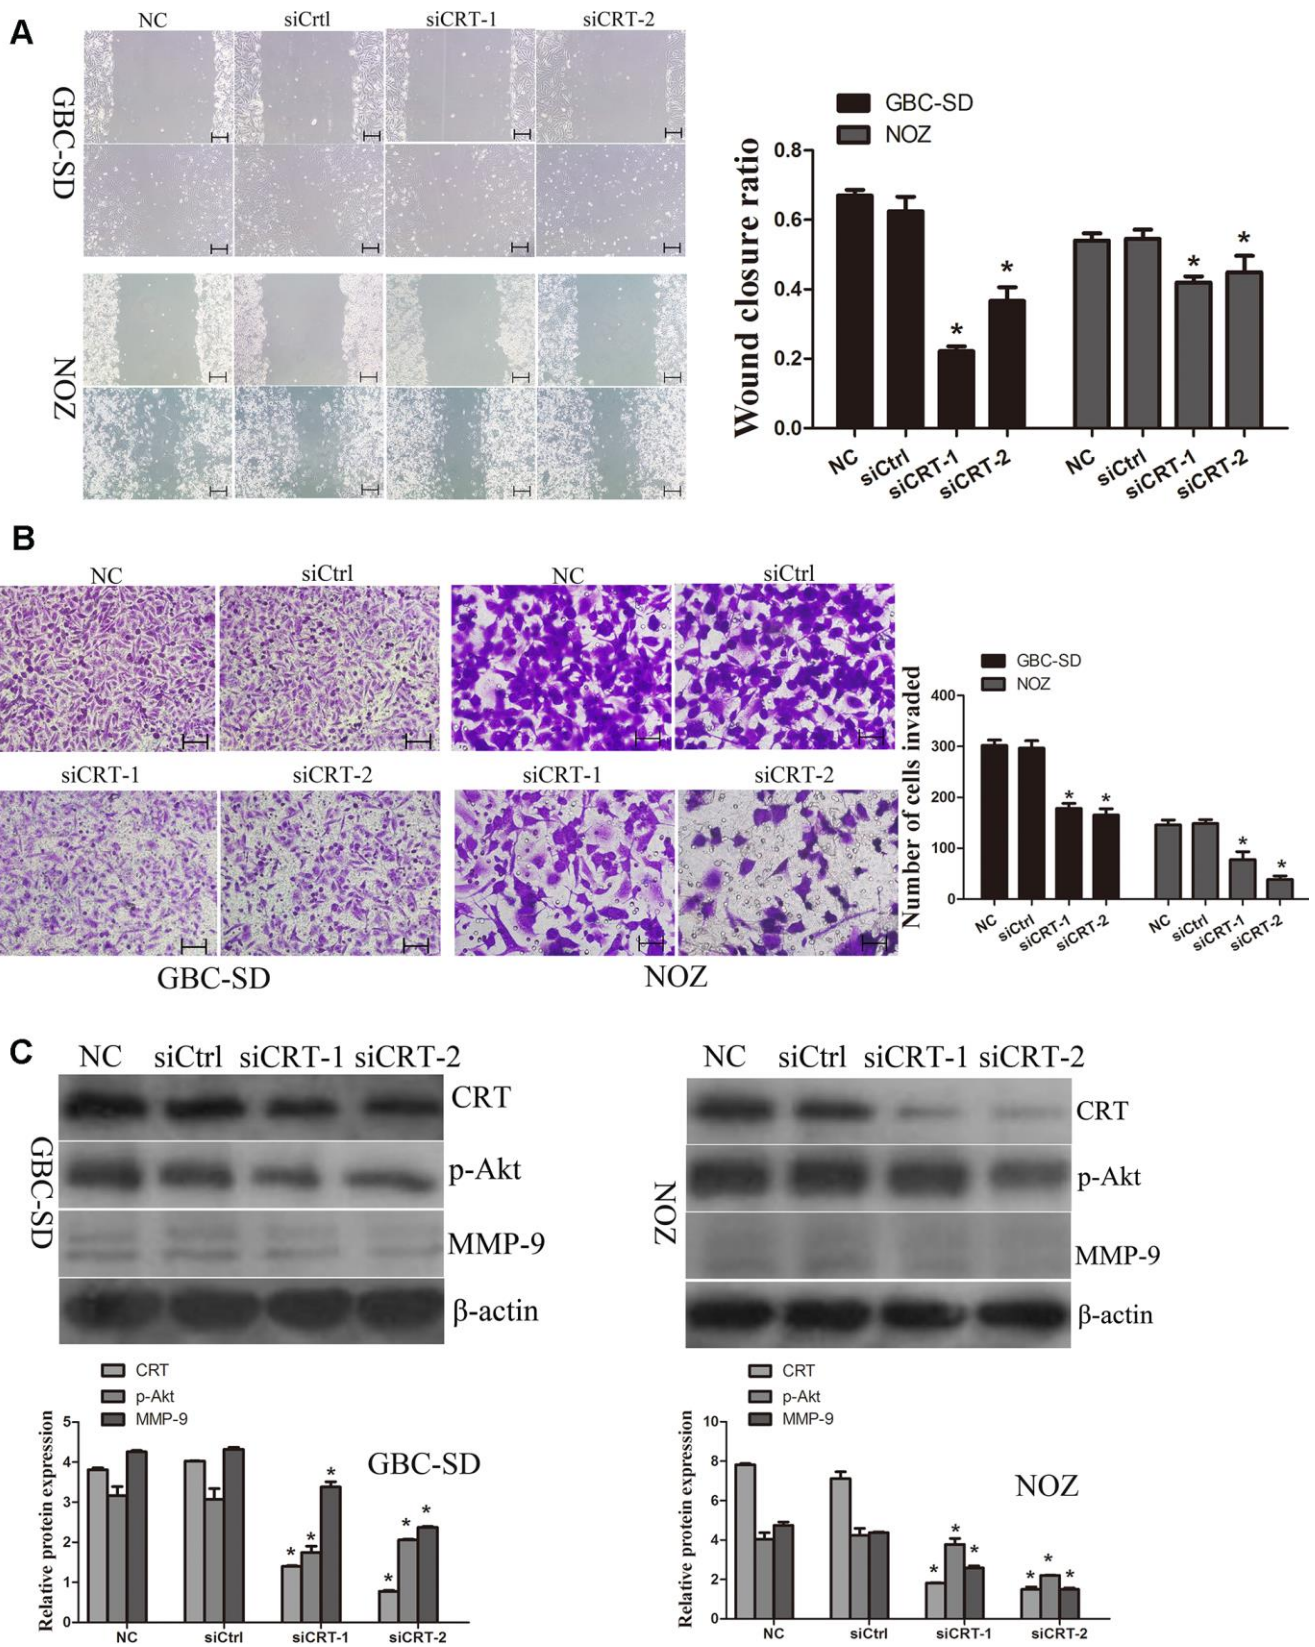 A
NC siCrtl siCRT-1 siCRT-2
GBC-SD
NOZ
GBC-SD
NOZ
Wound closure ratio
0.8
0.6
0.4
0.2
0.0
* * * *
NC siCtrl siCRT-1 siCRT-2 NC siCtrl siCRT-1 siCRT-2
B
NC siCtrl NC siCtrl
siCRT-1 siCRT-2 siCRT-1 siCRT-2
GBC-SD NOZ
GBC-SD
NOZ
Number of cells invaded
400
300
200
100
0
* * * *
NC siCtrl siCRT-1 siCRT-2 NC siCtrl siCRT-1 siCRT-2
C
NC siCtrl siCRT-1 siCRT-2
GBC-SD
CRT
p-Akt
MMP-9
β-actin
NC siCtrl siCRT-1 siCRT-2
NOZ
CRT
p-Akt
MMP-9
β-actin
CRT
p-Akt
MMP-9
GBC-SD
Relative protein expression
5
4
3
2
1
0
* * * * * *
NC siCtrl siCRT-1 siCRT-2
CRT
p-Akt
MMP-9
NOZ
Relative protein expression
10
8
6
4
2
0
* * * * * *
NC siCtrl siCRT-1 siCRT-2